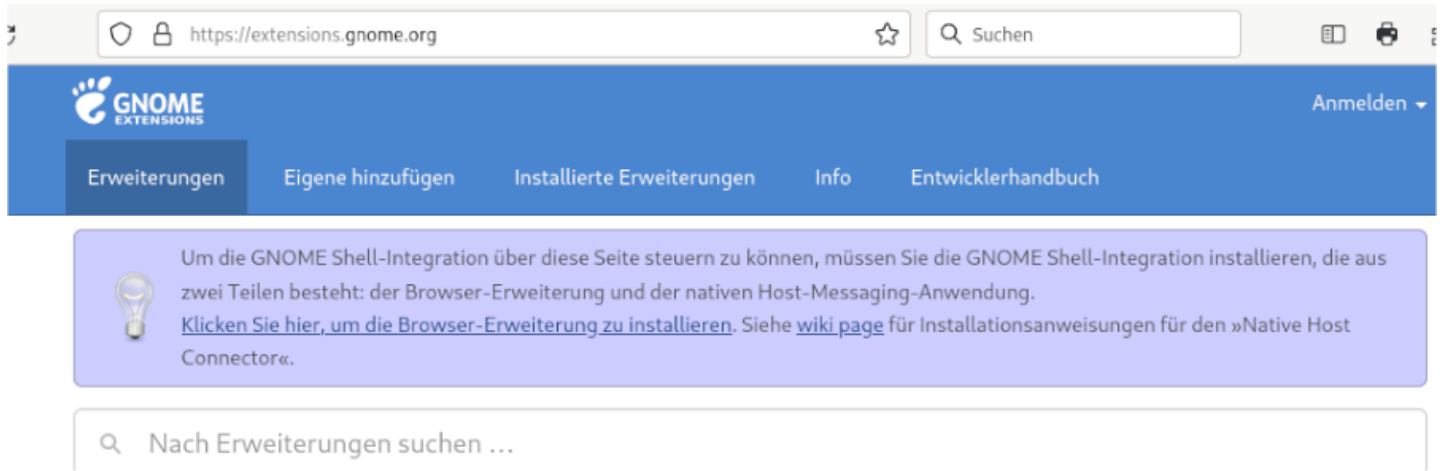 https://extensions.gnome.org
Suchen
GNOME
EXTENSIONS
Anmelden
Erweiterungen
Eigene hinzufügen
Installierte Erweiterungen
Info
Entwicklerhandbuch
Um die GNOME Shell-Integration über diese Seite steuern zu können, müssen Sie die GNOME Shell-Integration installieren, die aus
zwei Teilen besteht: der Browser-Erweiterung und der nativen Host-Messaging-Anwendung.
Klicken Sie hier, um die Browser-Erweiterung zu installieren. Siehe wiki page für Installationsanweisungen für den »Native Host
Connector«.
Nach Erweiterungen suchen ...